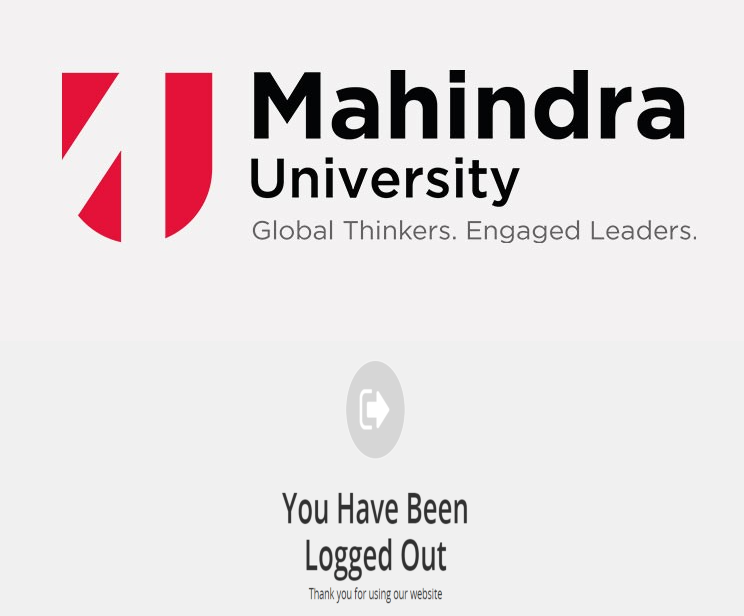 Mahindra
University
Global Thinkers. Engaged Leaders.
You Have Been
Logged Out
Thank you for using our website